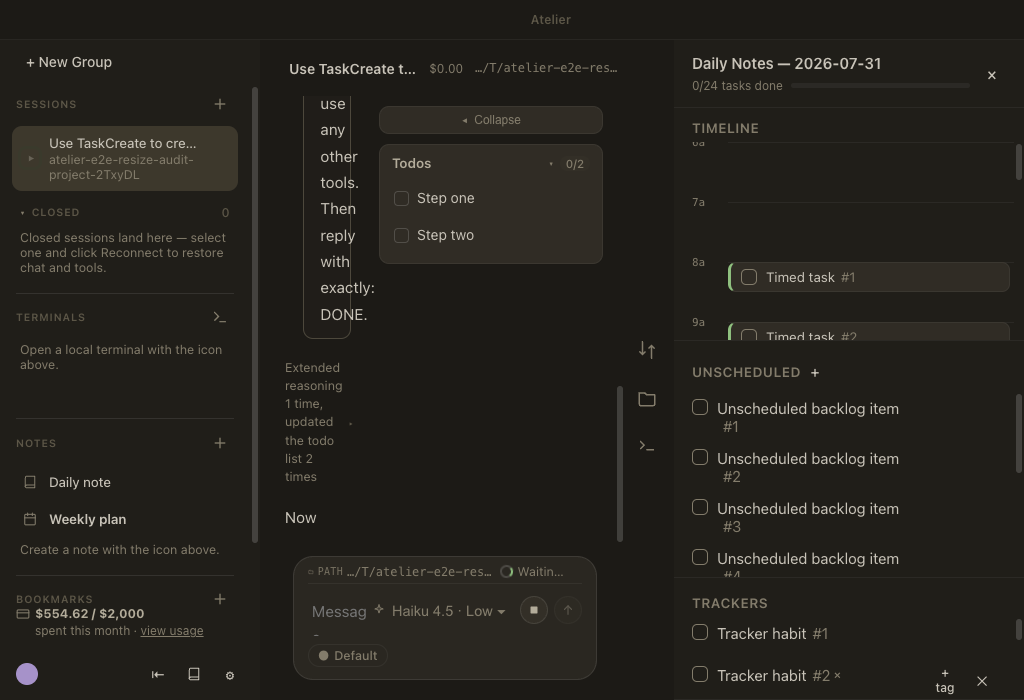 Atelier
+ New Group
SESSIONS
Use TaskCreate to cre...
atelier-e2e-resize-audit-
project-2TxyDL
CLOSED 0
Closed sessions land here — select
one and click Reconnect to restore
chat and tools.
TERMINALS
Open a local terminal with the icon
above.
NOTES
Daily note
Weekly plan
Create a note with the icon above.
BOOKMARKS
$554.62 / $2,000
spent this month · view usage
Use TaskCreate t... $0.00 …/T/atelier-e2e-res…
use
any
other
tools.
Then
reply
with
exactly:
DONE.
Collapse
Todos 0/2
Step one
Step two
Extended
reasoning
1 time,
updated
the todo
list 2
times
Now
PATH …/T/atelier-e2e-res… Waitin...
Messag Haiku 4.5 · Low
Default
Daily Notes — 2026-07-31
0/24 tasks done
TIMELINE
6a
7a
8a
Timed task #1
9a
Timed task #2
UNSCHEDULED +
Unscheduled backlog item
#1
Unscheduled backlog item
#2
Unscheduled backlog item
#3
Unscheduled backlog item
#4
TRACKERS
Tracker habit #1
Tracker habit #2 ×
+
tag